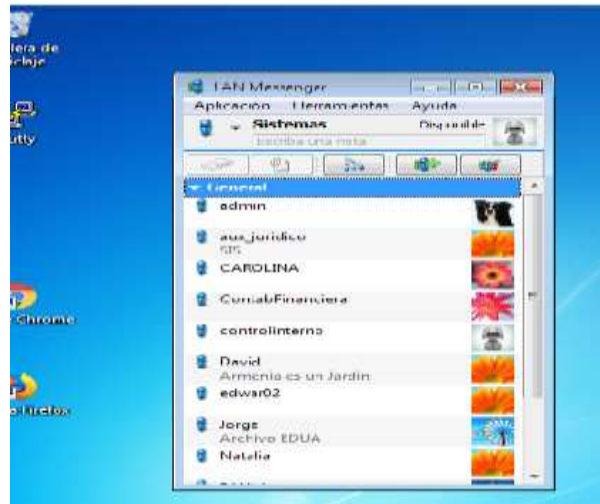 LAN Messenger
Aplicación Herramientas Ayuda
Sistemas Disponible
Escriba una nota
General
admin
aux_juridico
SIS
CAROLINA
ContabFinanciera
controlinterno
David
Armenia es un Jardin
edwar02
Jorge
Archivo EDUA
Natalia
Chrome
Firefox